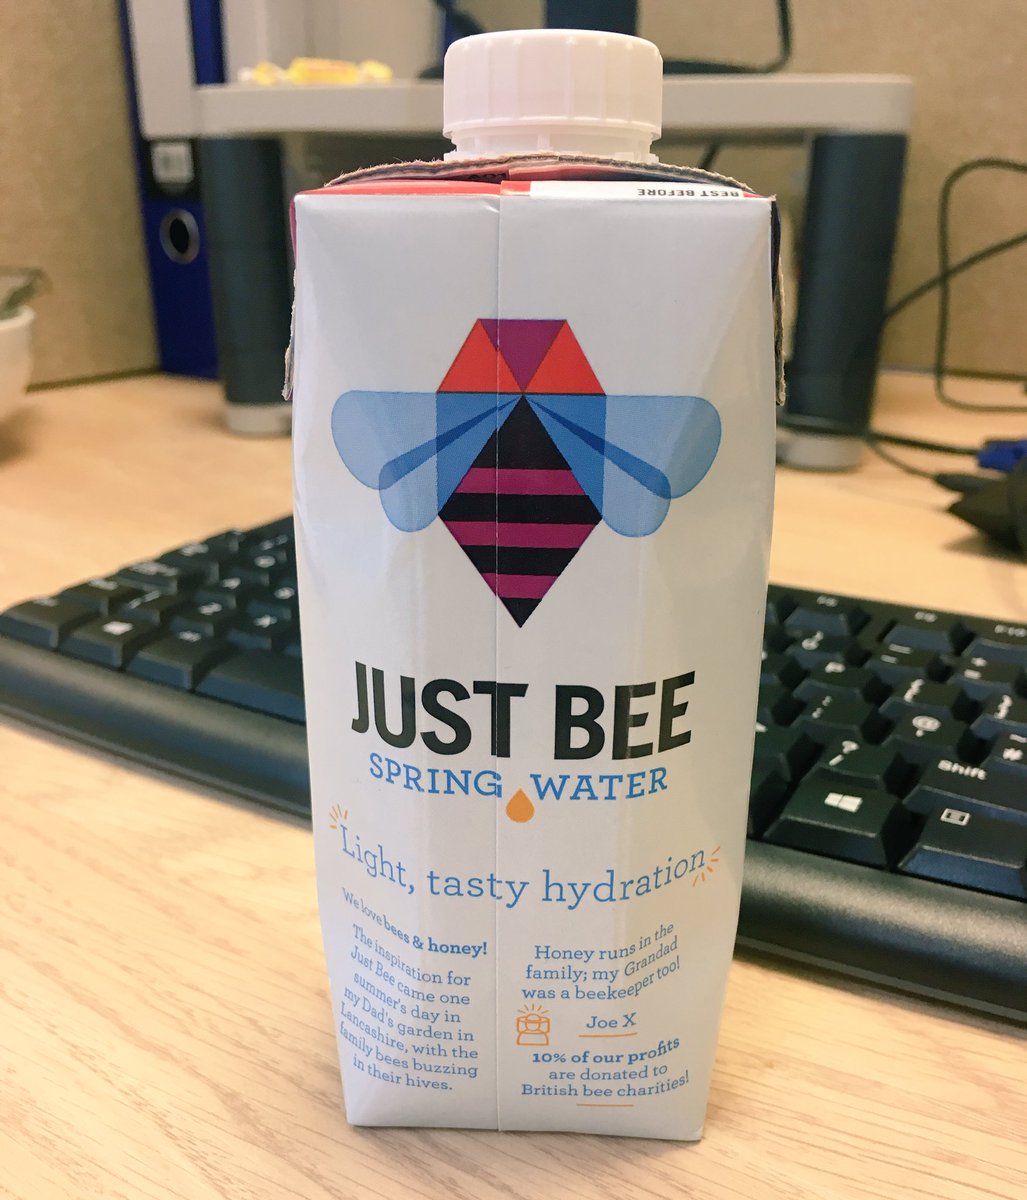 BEST BEFORE
JUST BEE
SPRING WATER
Light, tasty hydration
We love bees & honey!
The inspiration for
Just Bee came one
summer's day in
my Dad's garden in
Lancashire, with the
family bees buzzing
in their hives.
Honey runs in the
family; my Grandad
was a beekeeper too!
Joe X
10% of our profits
are donated to
British bee charities!
Shift